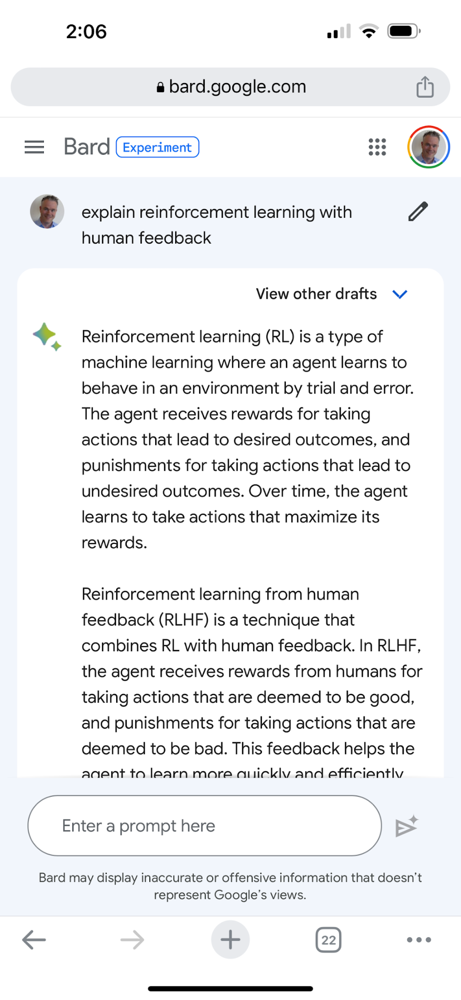 2:06
bard.google.com
Bard Experiment
explain reinforcement learning with
human feedback
View other drafts
Reinforcement learning (RL) is a type of
machine learning where an agent learns to
behave in an environment by trial and error.
The agent receives rewards for taking
actions that lead to desired outcomes, and
punishments for taking actions that lead to
undesired outcomes. Over time, the agent
learns to take actions that maximize its
rewards.
Reinforcement learning from human
feedback (RLHF) is a technique that
combines RL with human feedback. In RLHF,
the agent receives rewards from humans for
taking actions that are deemed to be good,
and punishments for taking actions that are
deemed to be bad. This feedback helps the
agent to learn more quickly and efficiently
Enter a prompt here
Bard may display inaccurate or offensive information that doesn’t
represent Google’s views.
22